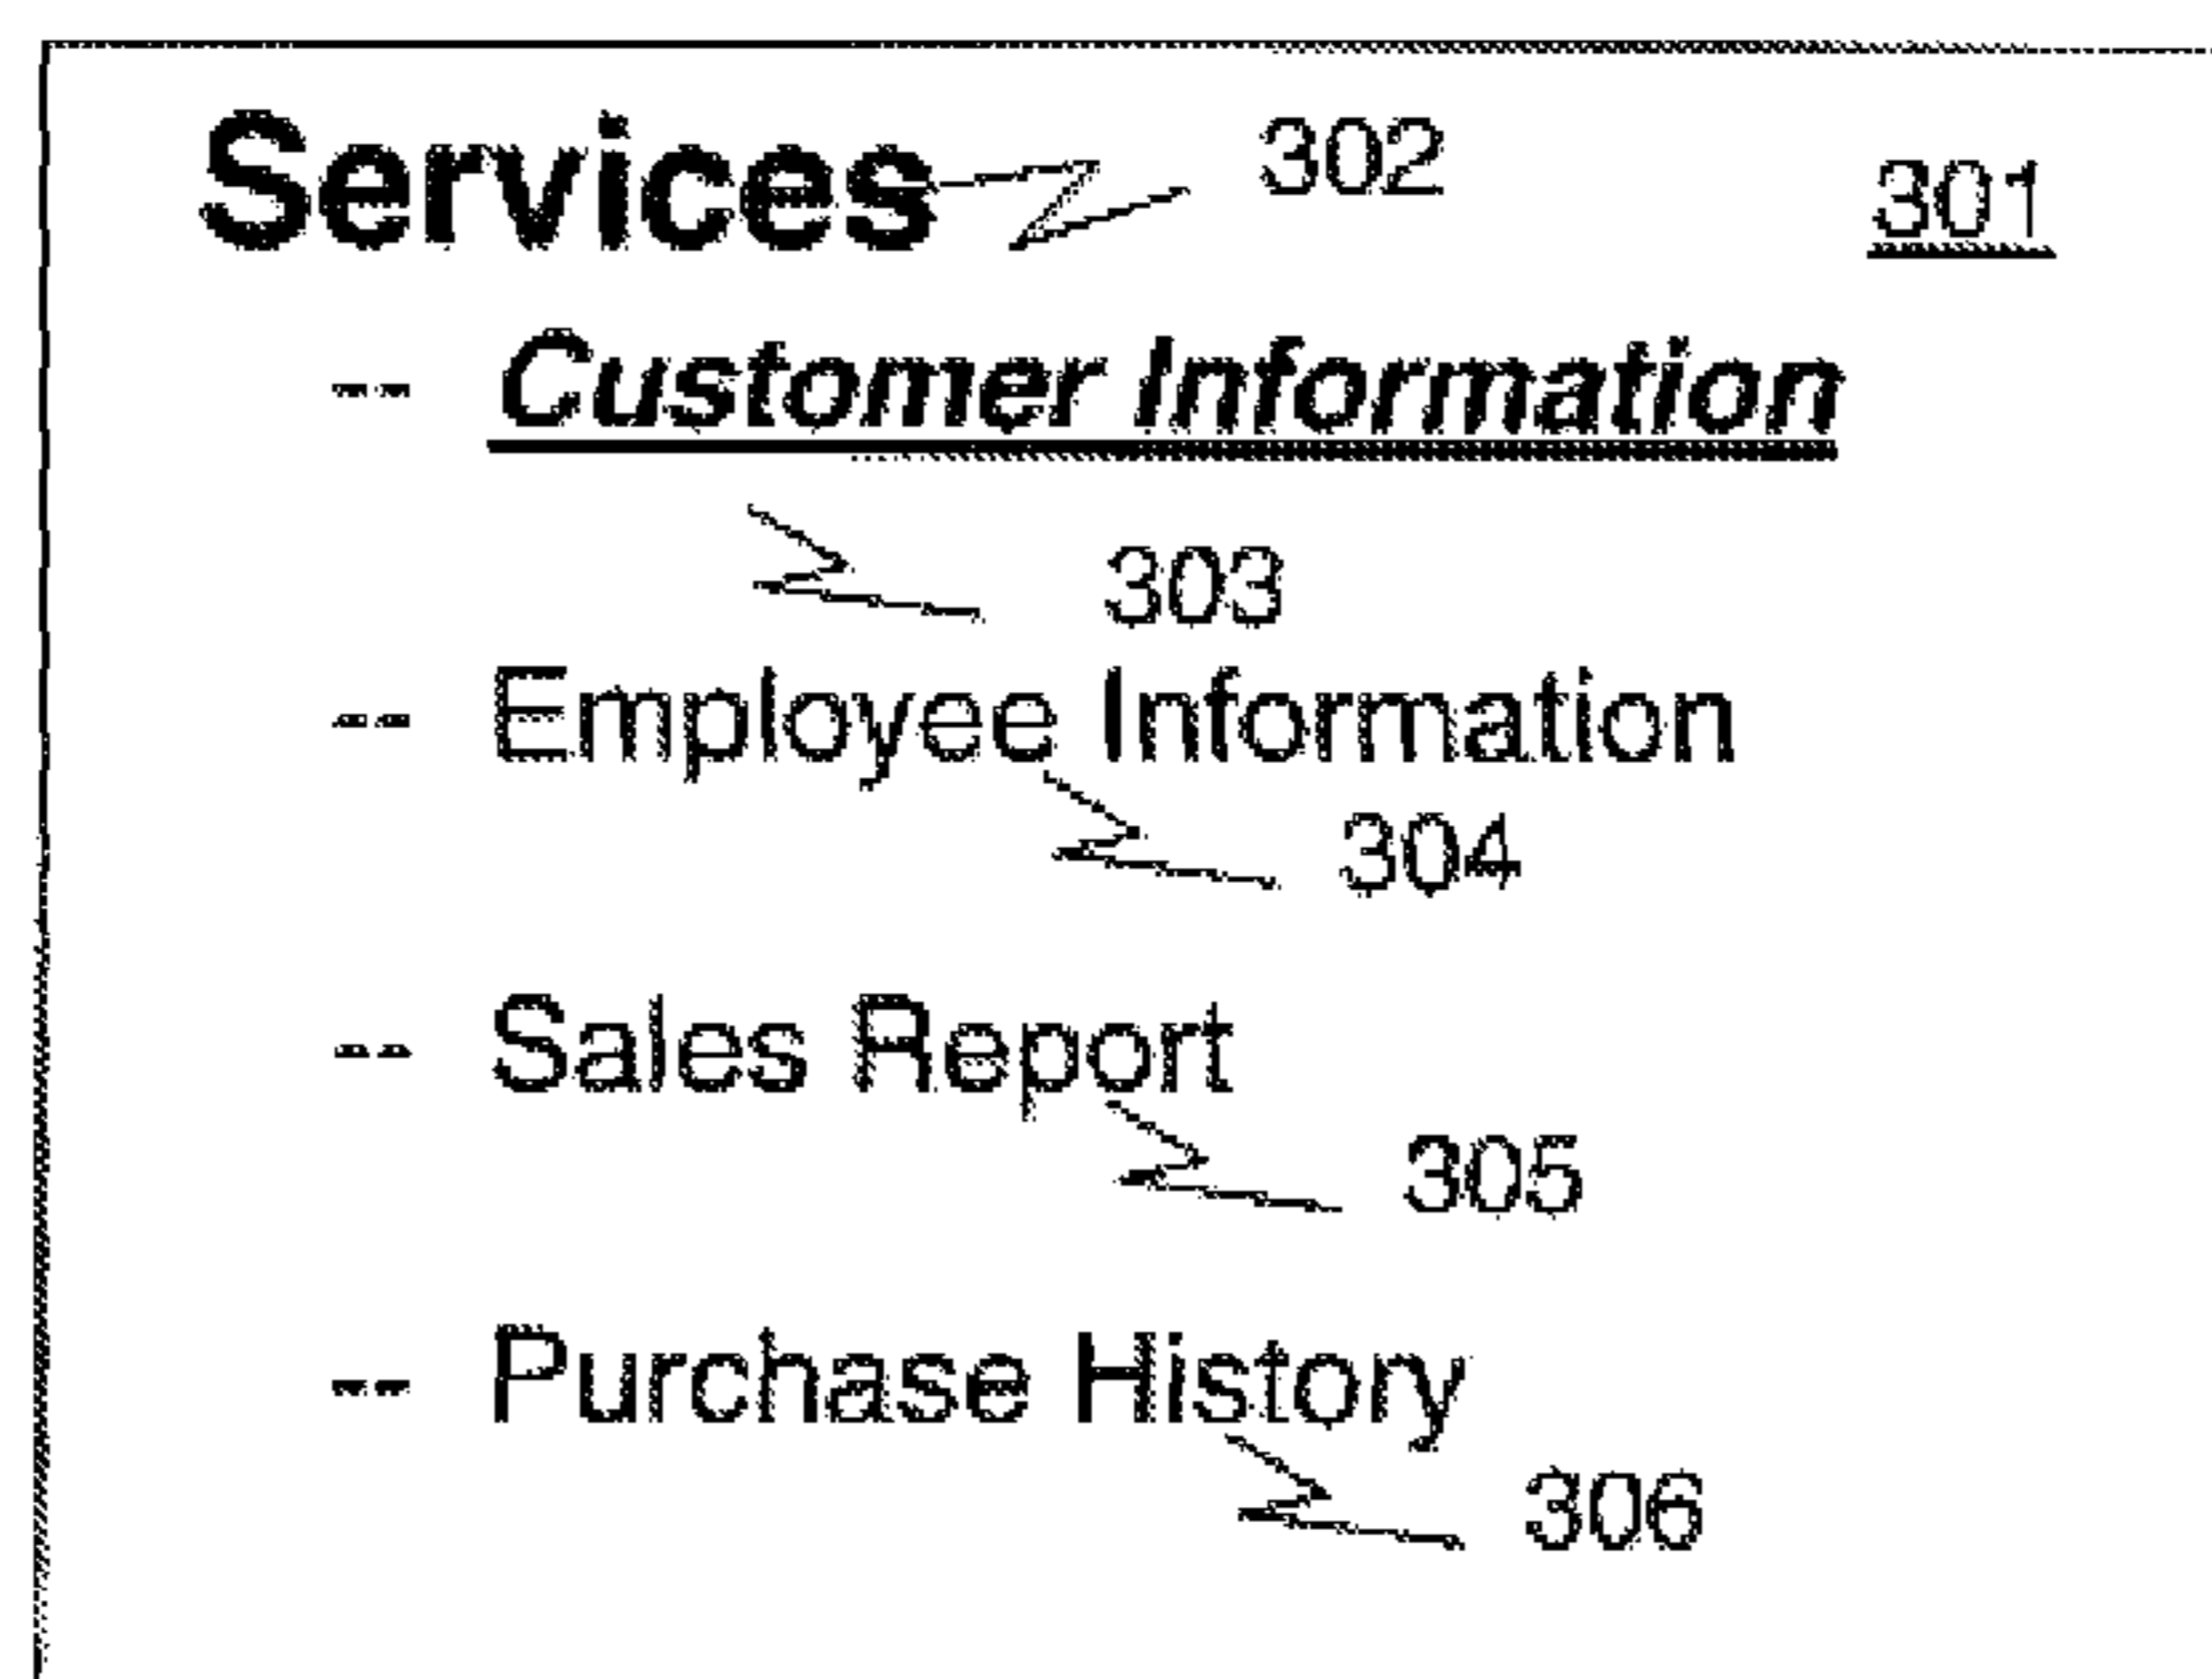 Services 302 301
-- Customer Information
303
-- Employee Information
304
-- Sales Report
305
-- Purchase History
306